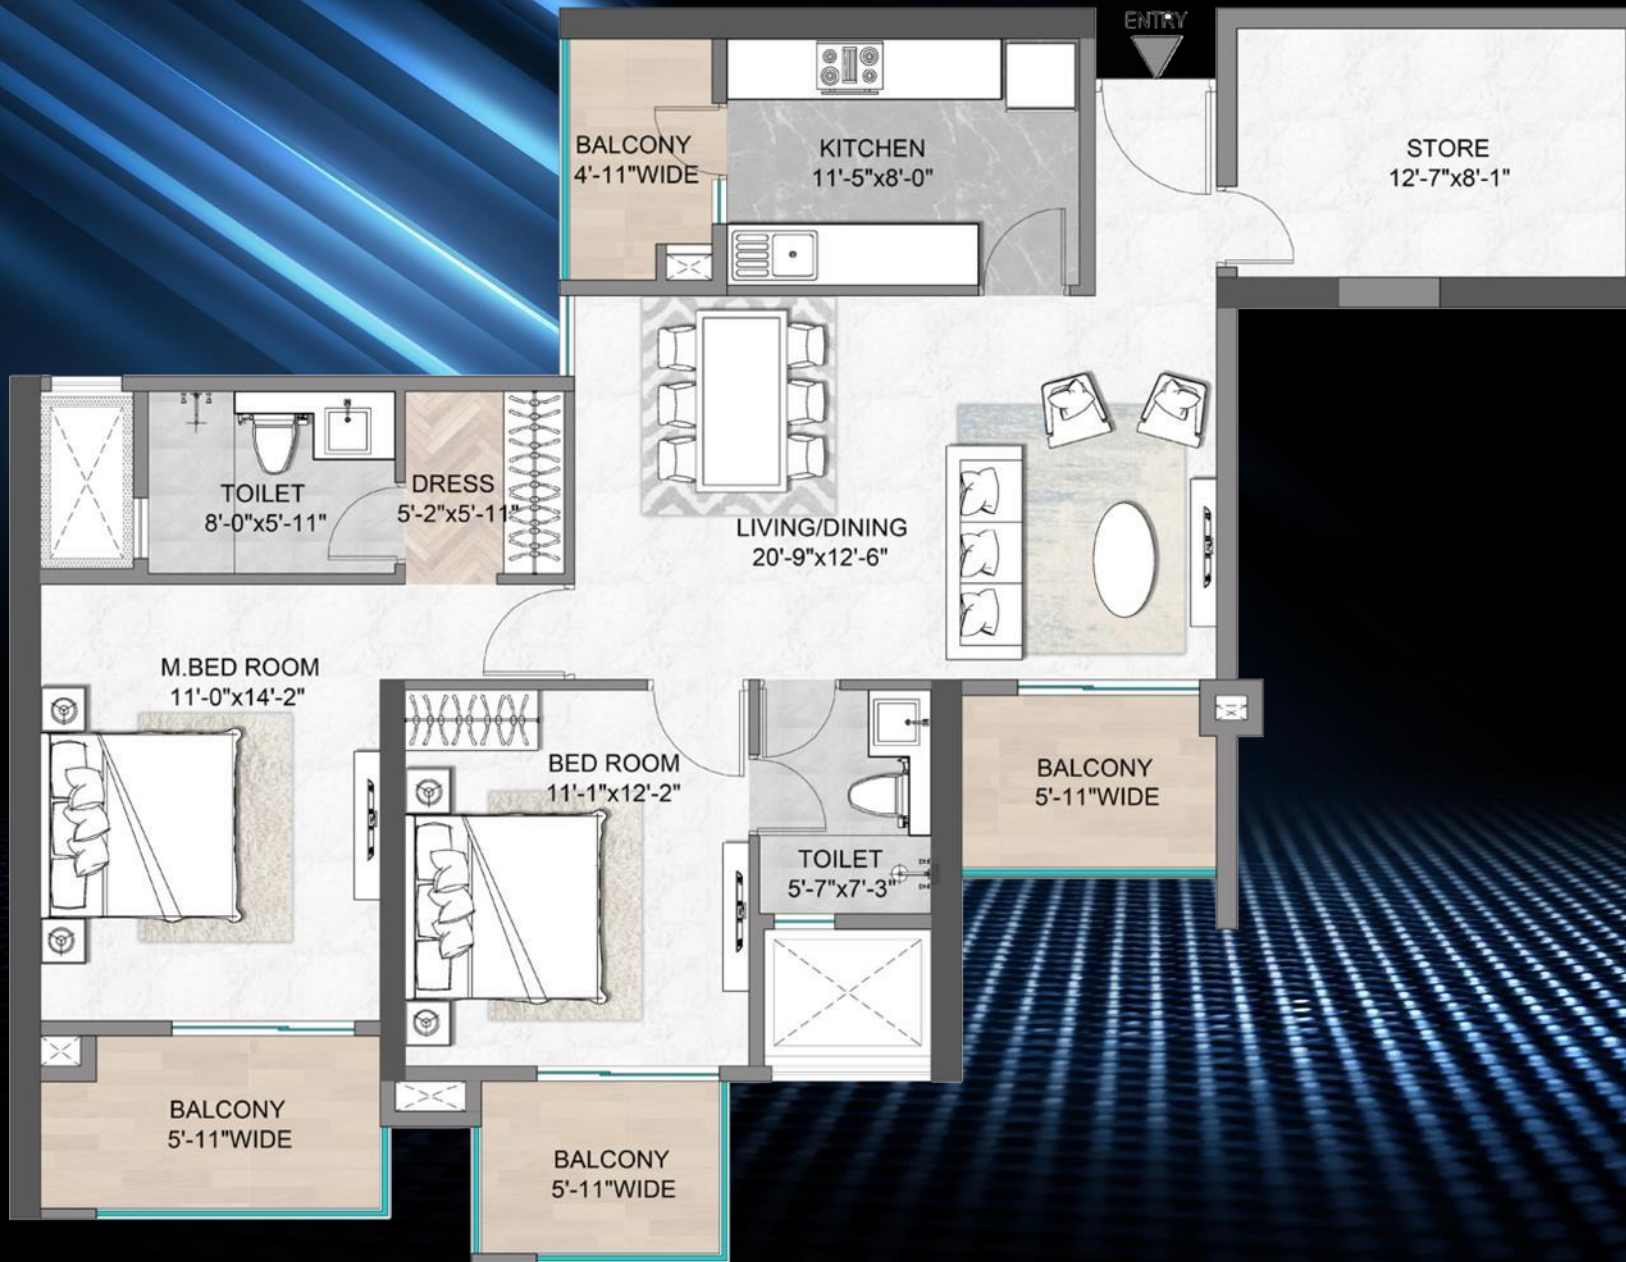 ENTRY
BALCONY
4'-11"WIDE
KITCHEN
11'-5"x8'-0"
STORE
12'-7"x8'-1"
TOILET
8'-0"x5'-11"
DRESS
5'-2"x5'-11"
LIVING/DINING
20'-9"x12'-6"
M.BED ROOM
11'-0"x14'-2"
BED ROOM
11'-1"x12'-2"
BALCONY
5'-11"WIDE
TOILET
5'-7"x7'-3"
BALCONY
5'-11"WIDE
BALCONY
5'-11"WIDE